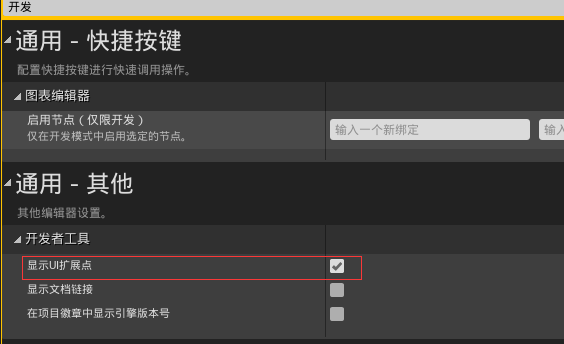 开发
通用 - 快捷按键
配置快捷按键进行快速调用操作。
图表编辑器
启用节点（仅限开发）
仅在开发模式中启用选定的节点。
输入一个新绑定
输入
通用 - 其他
其他编辑器设置。
开发者工具
显示UI扩展点
显示文档链接
在项目徽章中显示引擎版本号